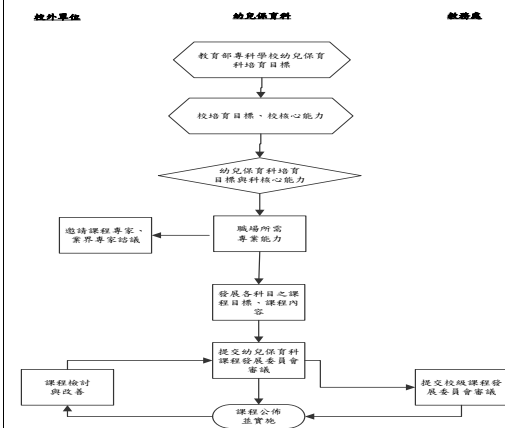 校外單位
幼兒保育科
教務處
教育部專科學校幼兒保育
科培育目標
校培育目標、校核心能力
幼兒保育科培育
目標與科核心能力
邀請課程專家、
業界專家諮議
職場所需
專業能力
發展各科目之課
程目標、課程內
容
提交幼兒保育科
課程發展委員會
審議
課程檢討
與改善
提交校級課程發
展委員會審議
課程公佈
並實施